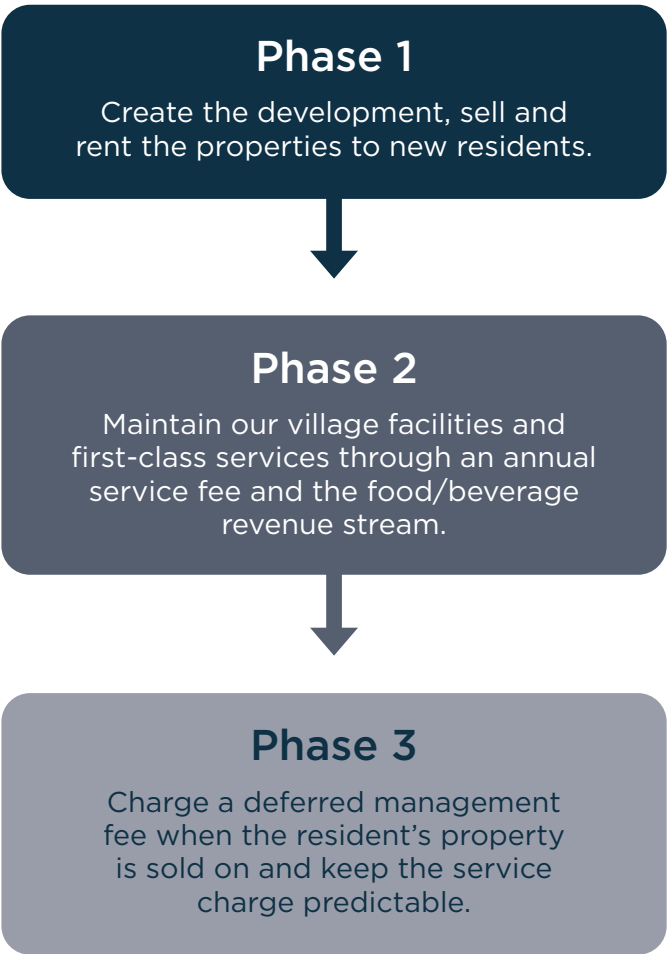 Phase 1
Create the development, sell and
rent the properties to new residents.
Phase 2
Maintain our village facilities and
first-class services through an annual
service fee and the food/beverage
revenue stream.
Phase 3
Charge a deferred management
fee when the resident’s property
is sold on and keep the service
charge predictable.